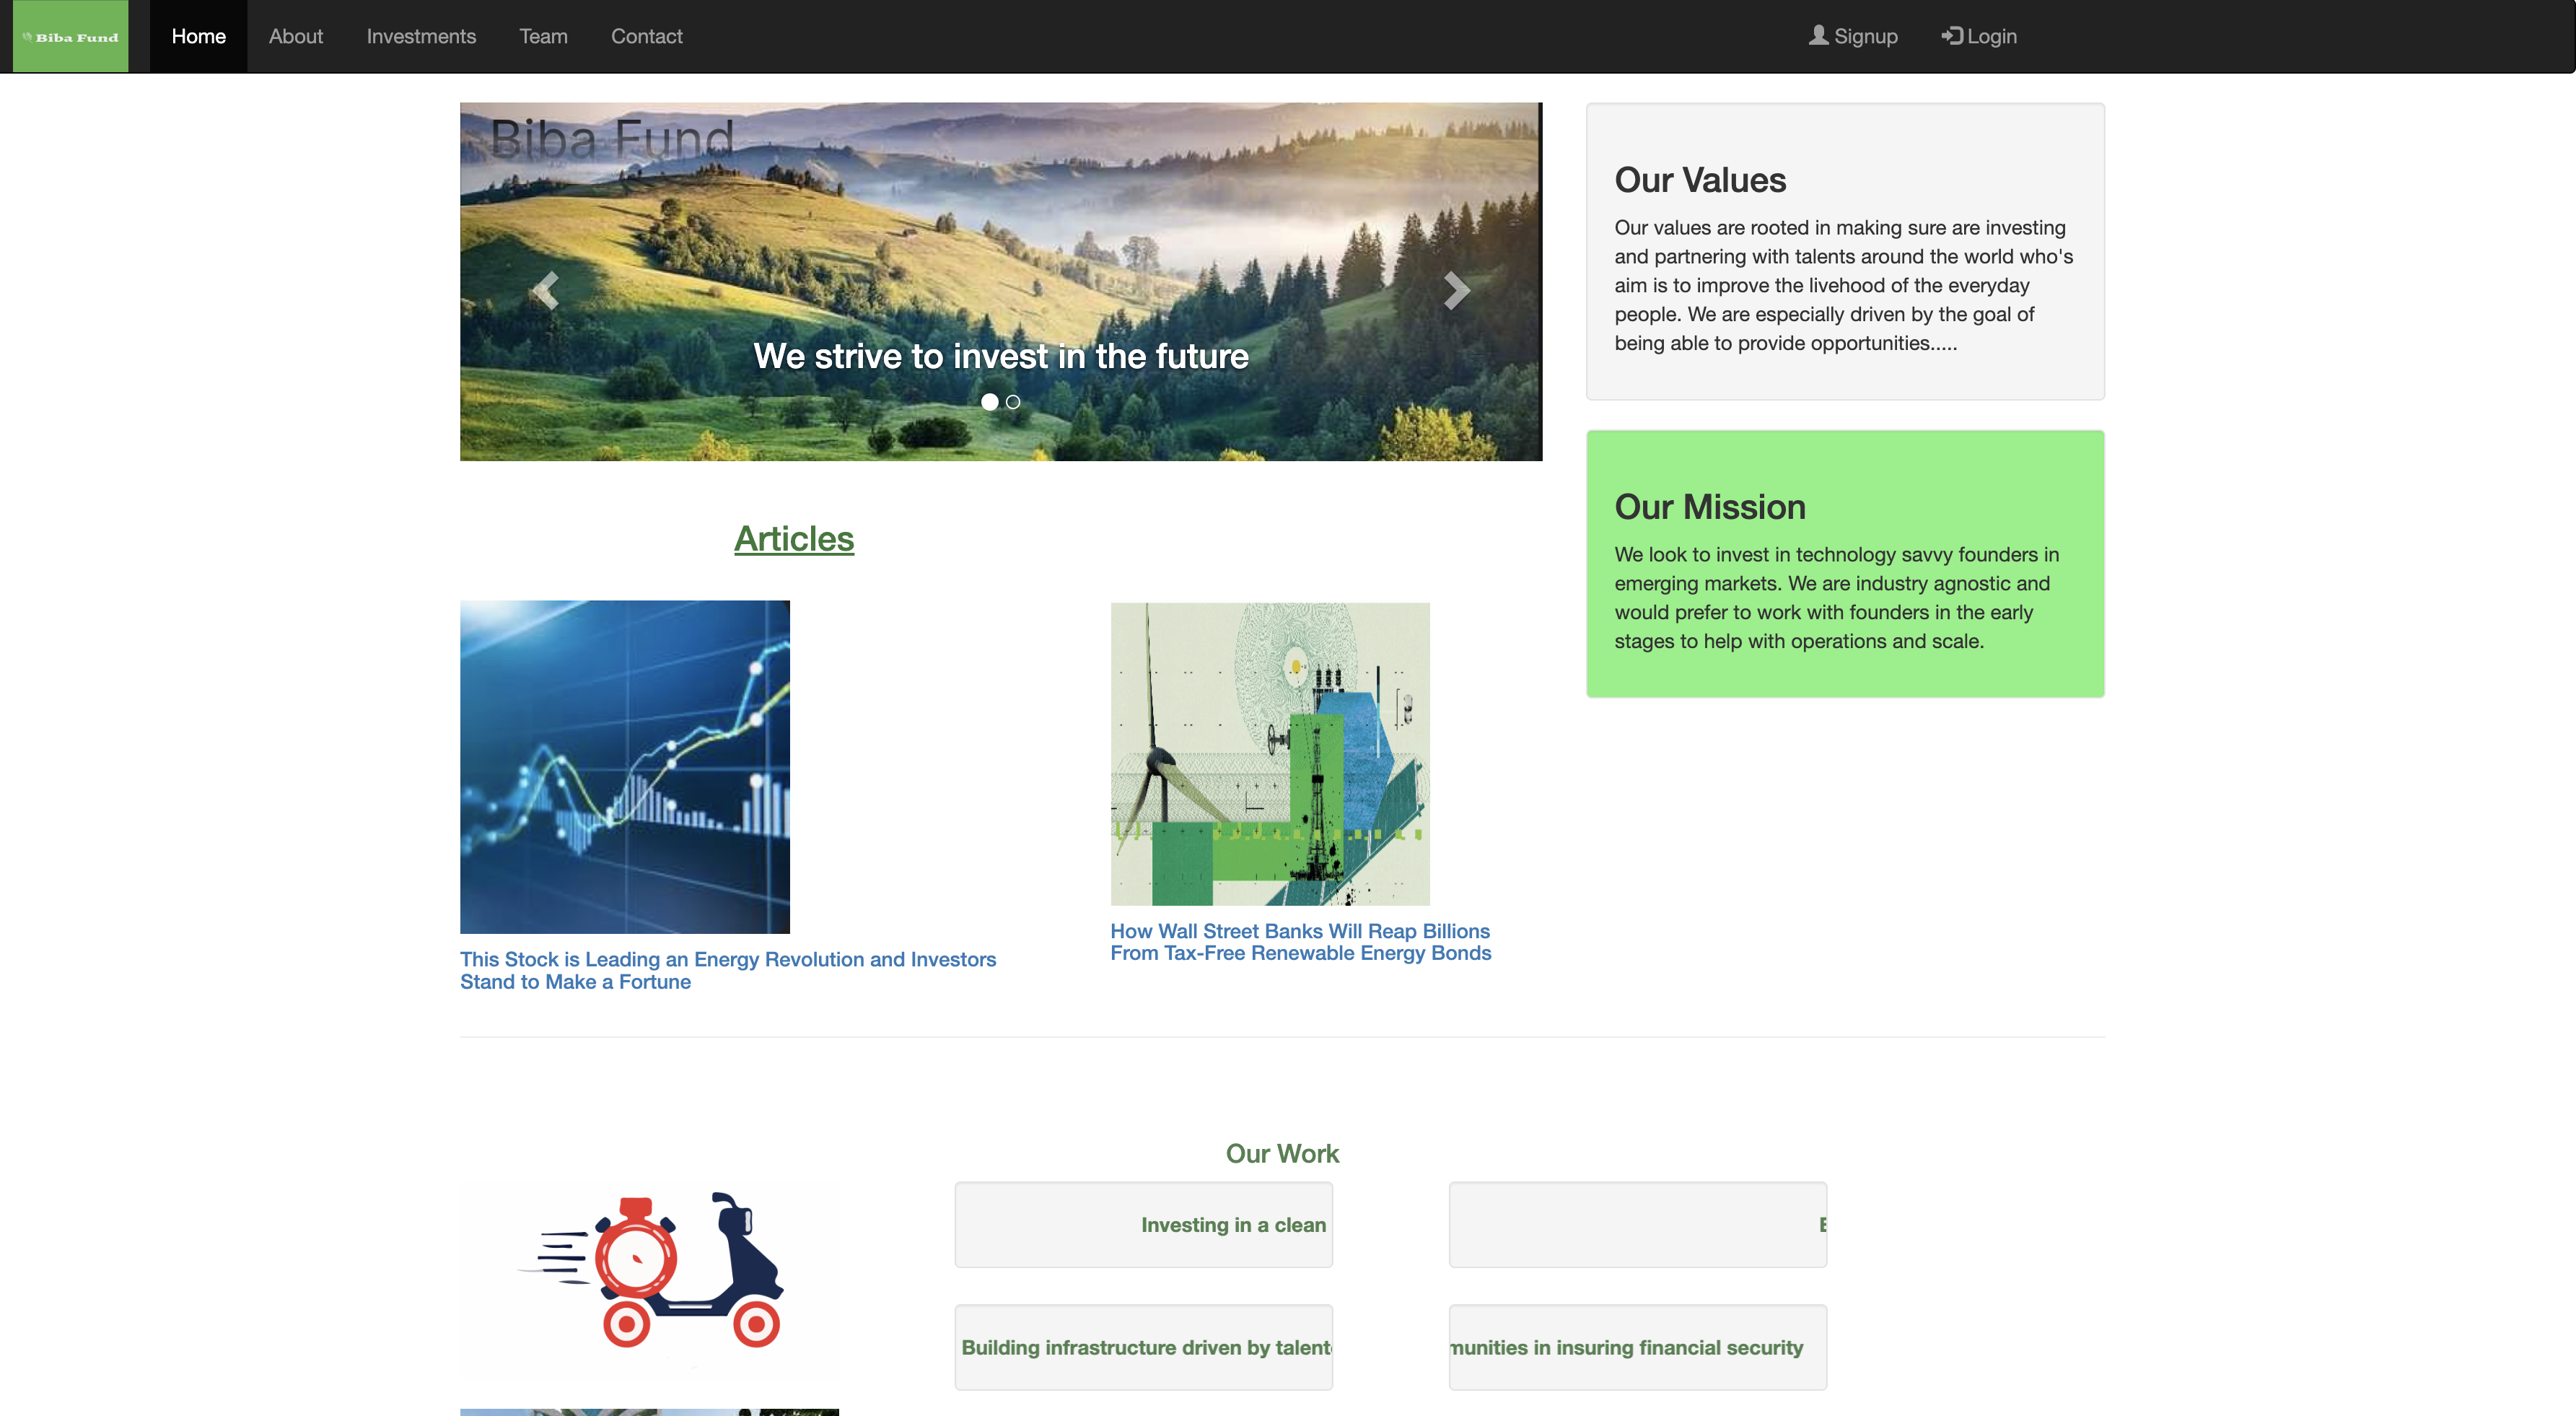 Biba Fund
Home
About
Investments
Team
Contact
Signup
Login
Biba Fund
We strive to invest in the future
Our Values
Our values are rooted in making sure are investing
and partnering with talents around the world who's
aim is to improve the livehood of the everyday
people. We are especially driven by the goal of
being able to provide opportunities.....
Our Mission
We look to invest in technology savvy founders in
emerging markets. We are industry agnostic and
would prefer to work with founders in the early
stages to help with operations and scale.
Articles
This Stock is Leading an Energy Revolution and Investors
Stand to Make a Fortune
How Wall Street Banks Will Reap Billions
From Tax-Free Renewable Energy Bonds
Our Work
Investing in a clean
Building infrastructure driven by talent
munities in insuring financial security